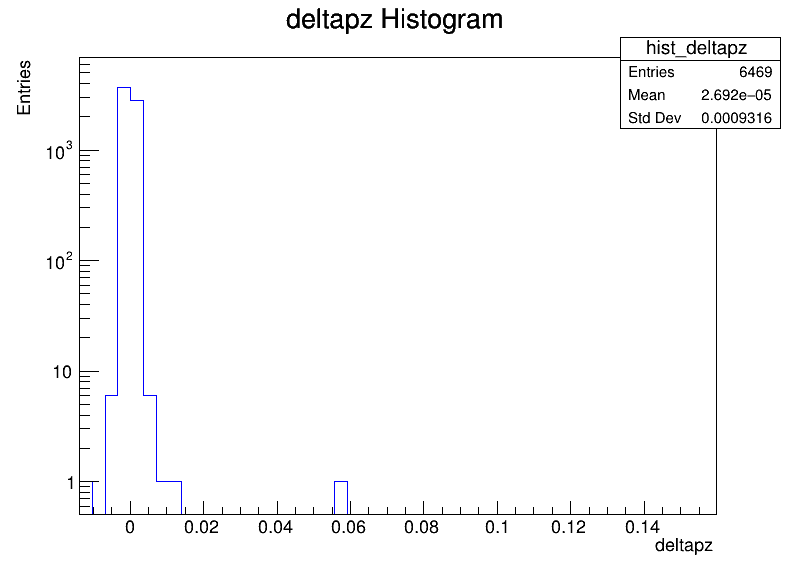 deltapz Histogram
hist_deltapz
Entries 6469
Mean 2.692e−05
Std Dev 0.0009316
Entries
10³
10²
10
1
0 0.02 0.04 0.06 0.08 0.1 0.12 0.14
deltapz